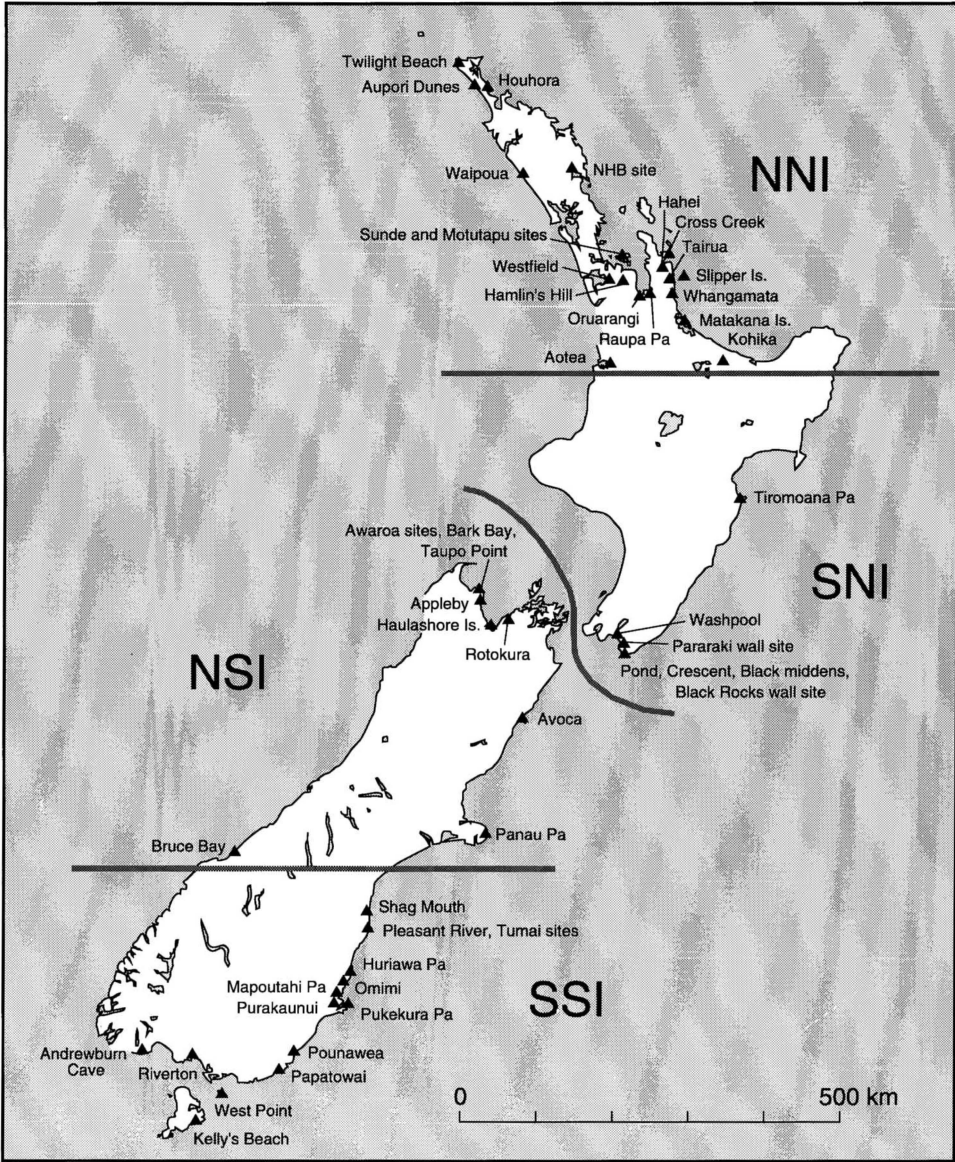 Twilight Beach
Aupori Dunes
Houhora
Waipoua
NHB site
NNI
Hahei
Cross Creek
Sunde and Motutapu sites
Tairua
Westfield
Slipper Is.
Hamlin's Hill
Whangamata
Oruarangi
Matakana Is.
Raupa Pa
Kohika
Aotea
Tiromoana Pa
Awaroa sites, Bark Bay,
Taupo Point
SNI
Appleby
Haulashore Is.
Washpool
Rotokura
Pararaki wall site
NSI
Pond, Crescent, Black middens,
Black Rocks wall site
Avoca
Panau Pa
Bruce Bay
Shag Mouth
Pleasant River, Tumai sites
Huriawa Pa
Mapoutahi Pa
Omimi
SSI
Purakaunui
Pukekura Pa
Andrewburn
Cave
Pounawea
Riverton
Papatowai
West Point
0
500 km
Kelly's Beach